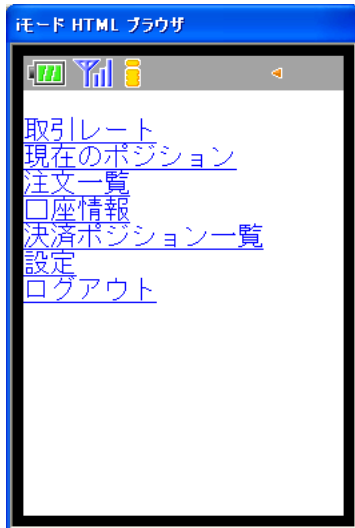 iモード HTML ブラウザ
取引レート
現在のポジション
注文一覧
口座情報
決済ポジション一覧
設定
ログアウト